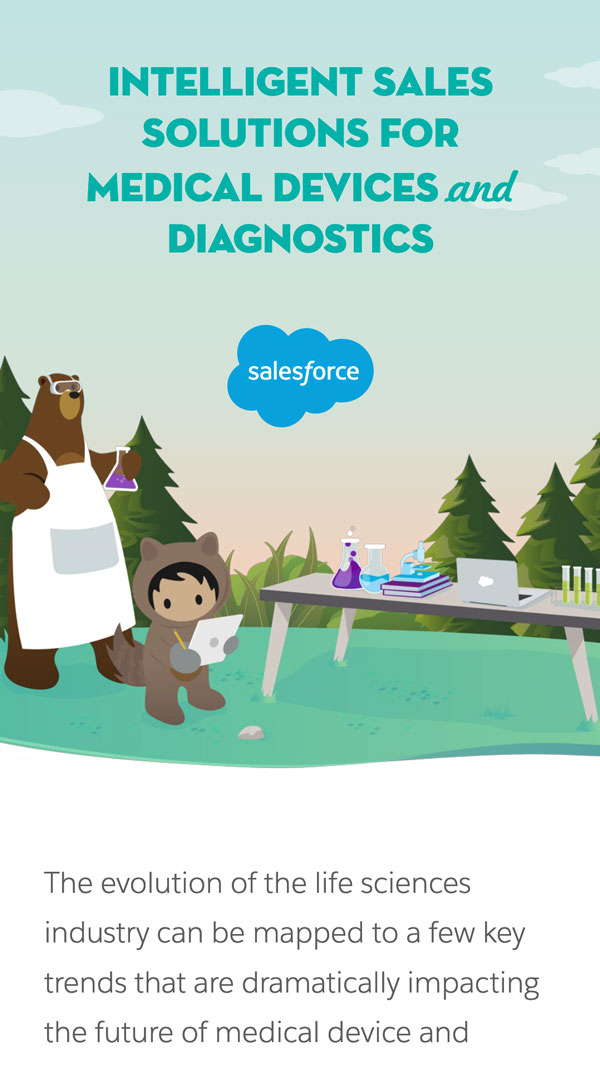 INTELLIGENT SALES
SOLUTIONS FOR
MEDICAL DEVICES and
DIAGNOSTICS
salesforce
The evolution of the life sciences
industry can be mapped to a few key
trends that are dramatically impacting
the future of medical device and